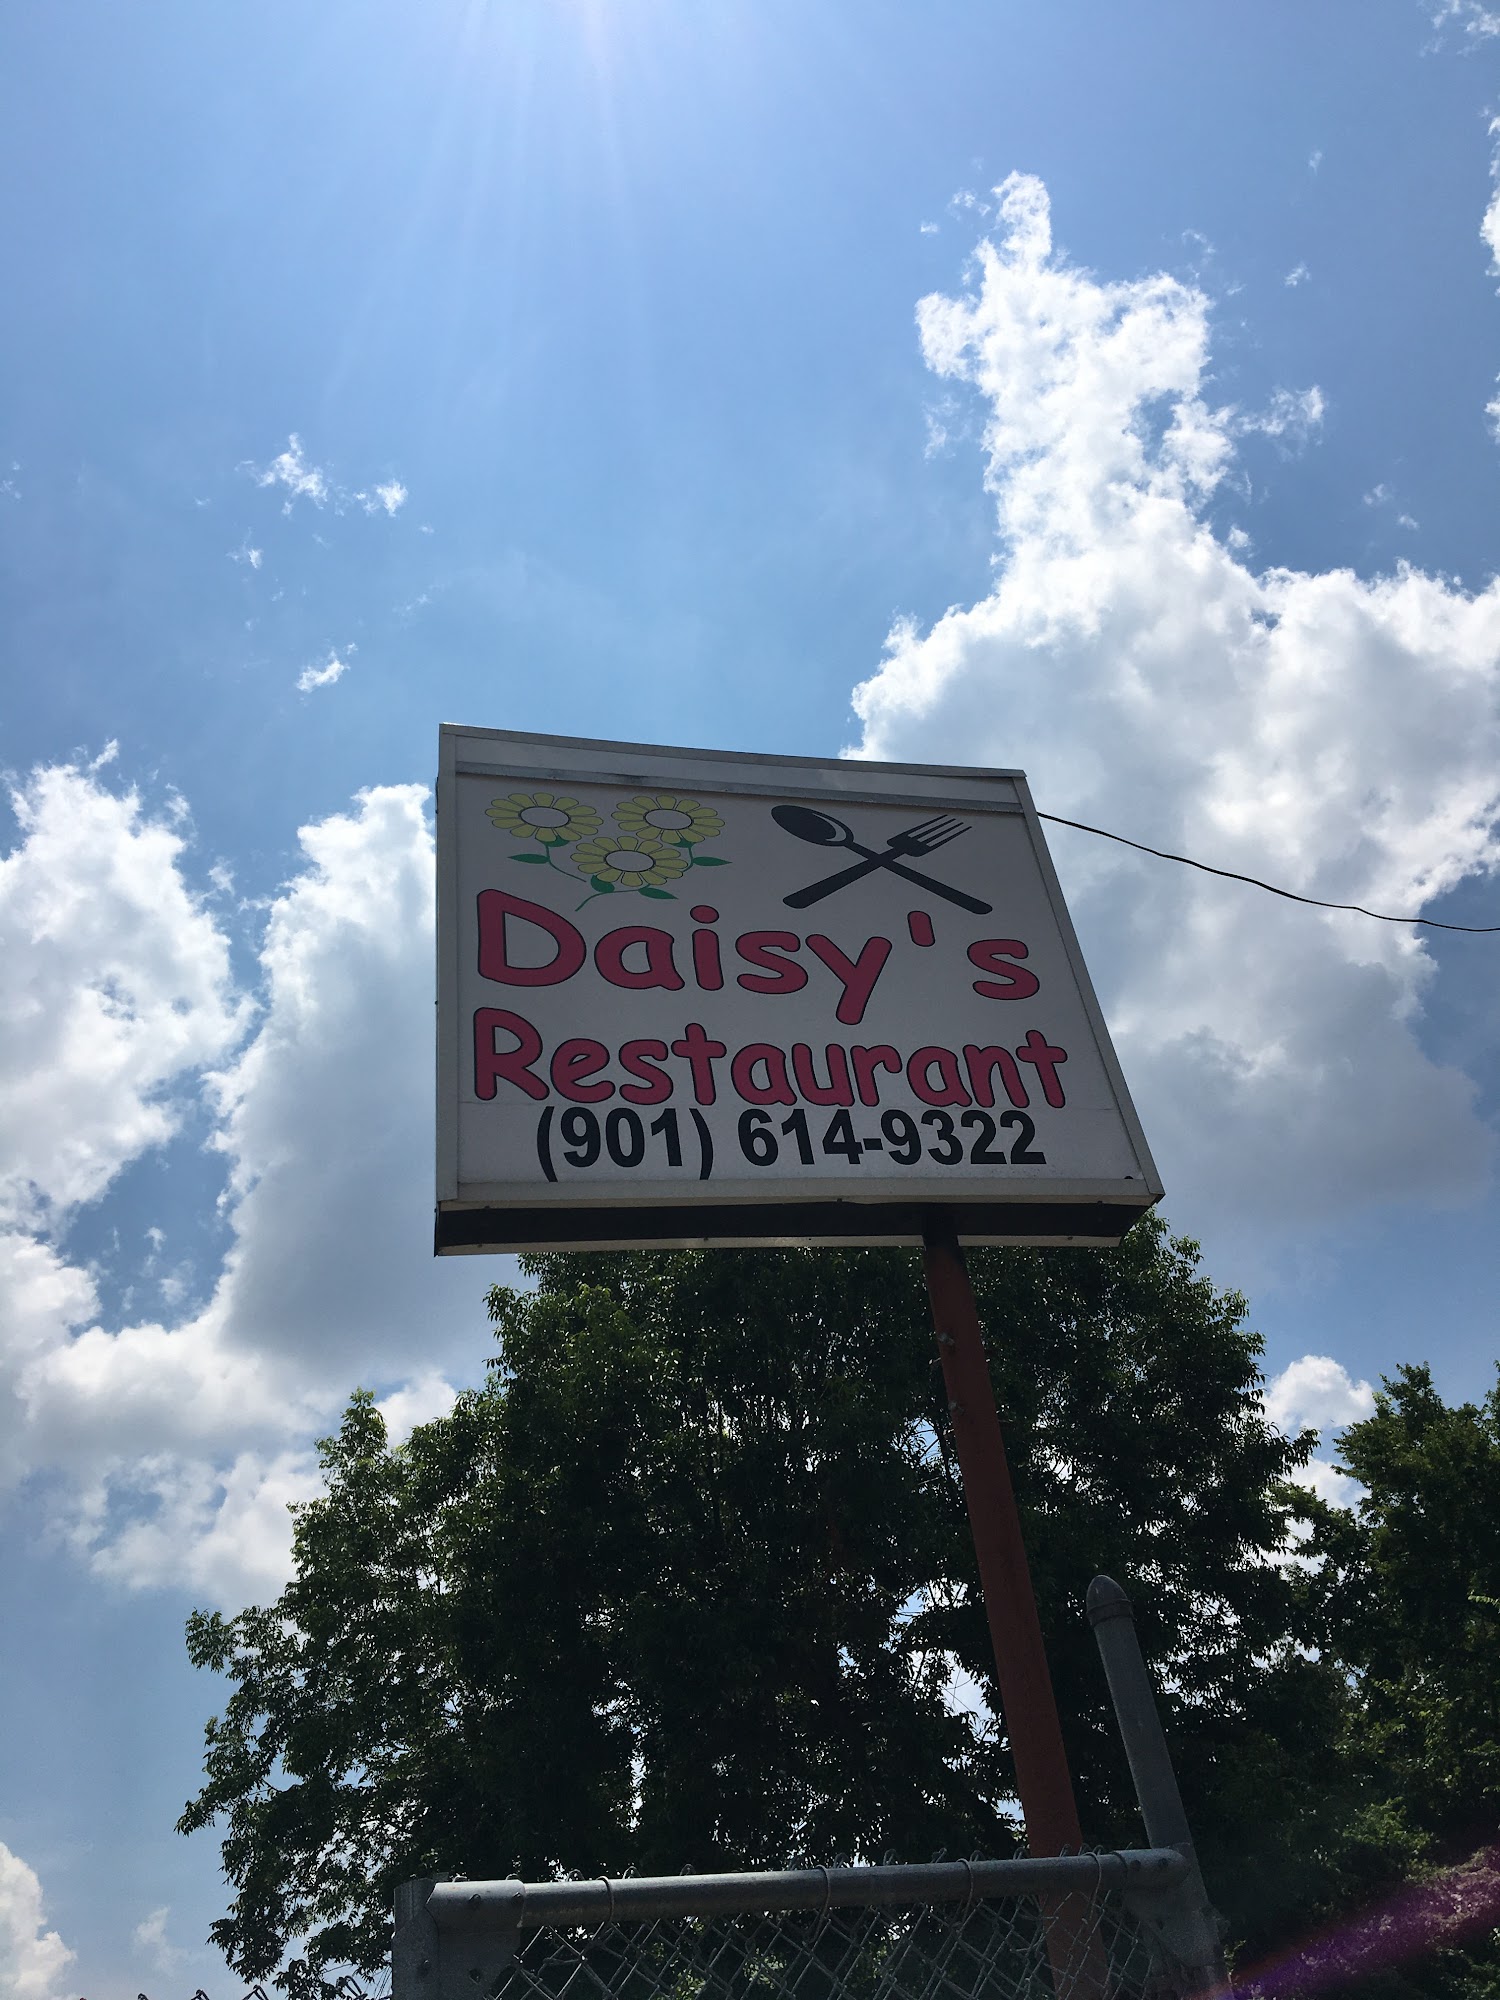 Daisy's
Restaurant
(901) 614-9322